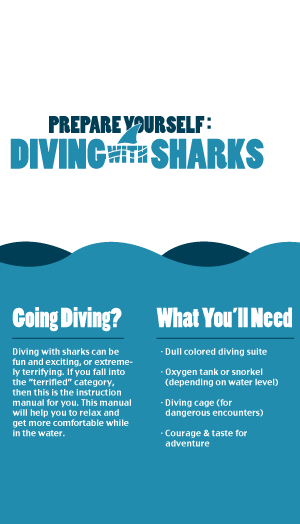 PREPARE YOURSELF:
DIVING WITH SHARKS
Going Diving?
Diving with sharks can be
fun and exciting, or extreme-
ly terrifying. If you fall into
the "terrified" category,
then this is the instruction
manual for you. This manual
will help you to relax and
get more comfortable while
in the water.
What You'll Need
· Dull colored diving suite
· Oxygen tank or snorkel
(depending on water level)
· Diving cage (for
dangerous encounters)
· Courage & taste for
adventure